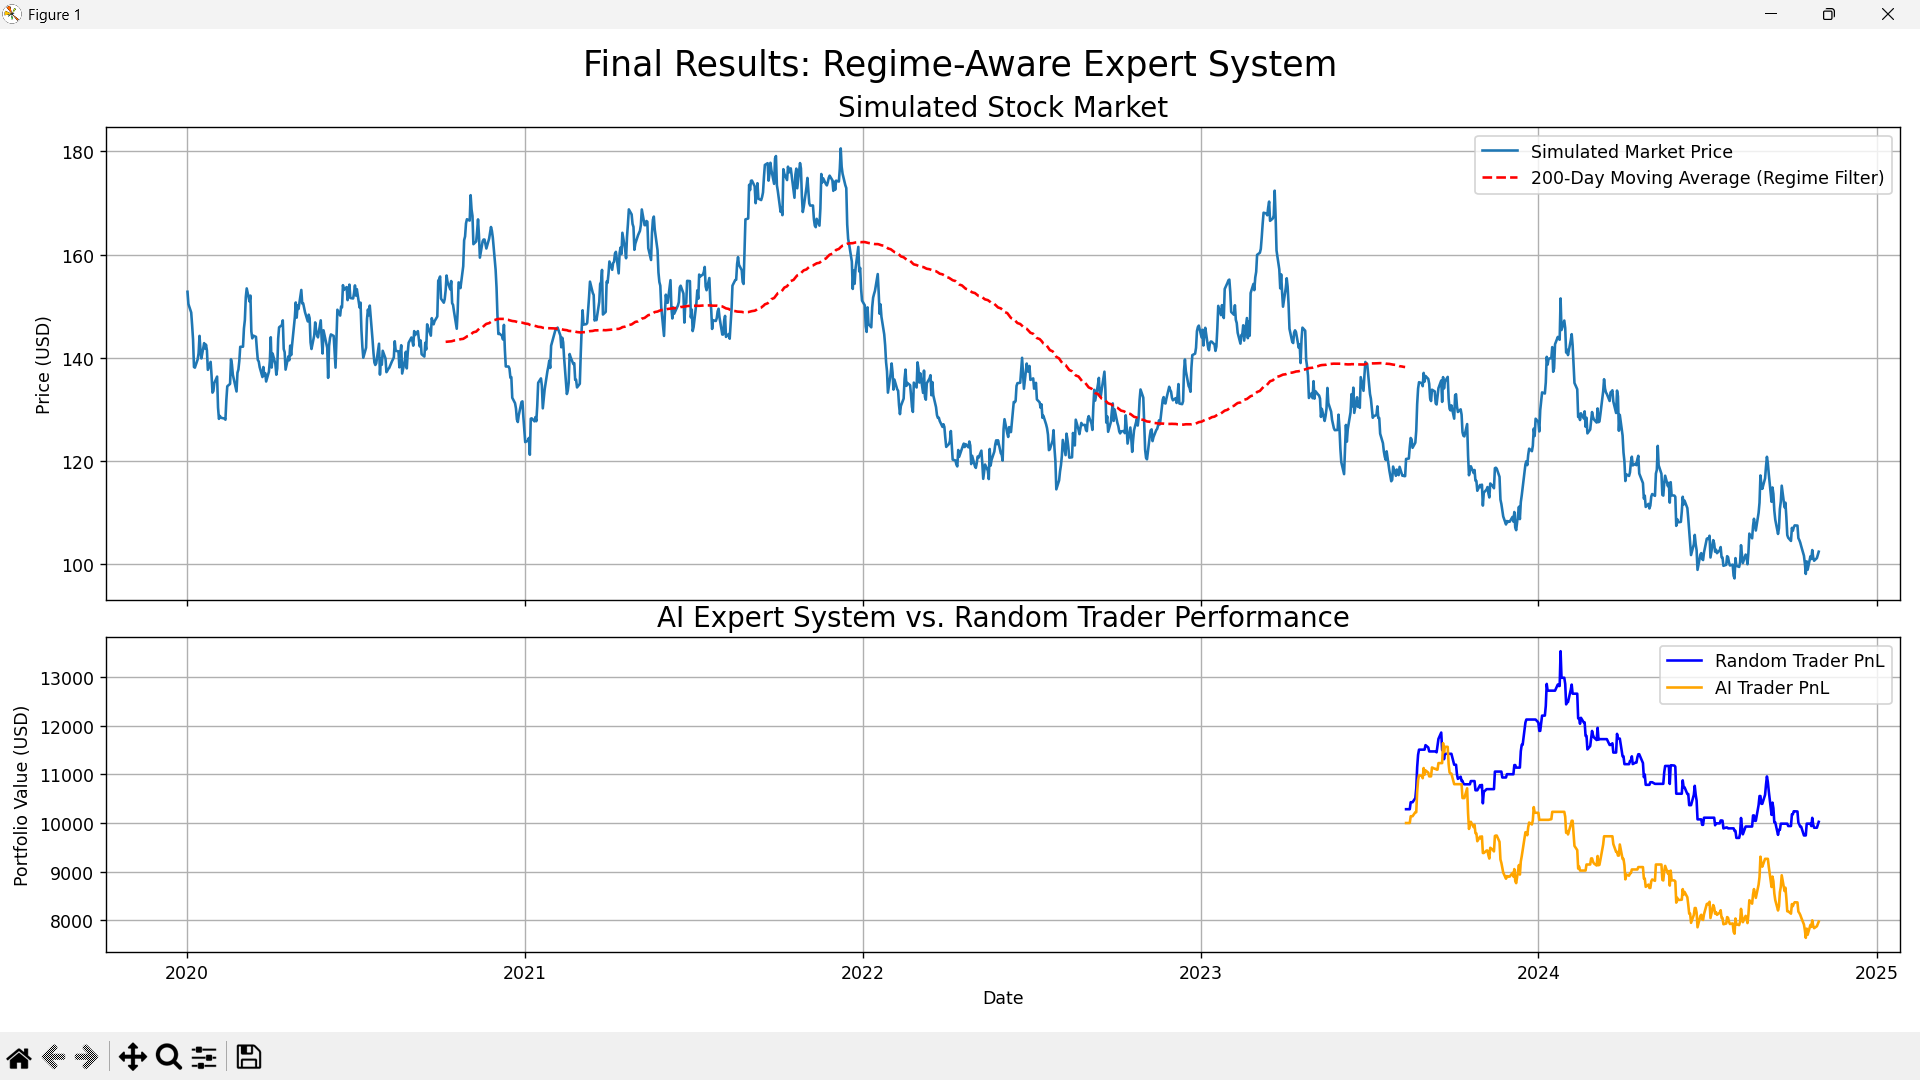 Figure 1
Final Results: Regime-Aware Expert System
Simulated Stock Market
Simulated Market Price
200-Day Moving Average (Regime Filter)
Price (USD)
180
160
140
120
100
AI Expert System vs. Random Trader Performance
Random Trader PnL
AI Trader PnL
Portfolio Value (USD)
13000
12000
11000
10000
9000
8000
2020
2021
2022
2023
2024
2025
Date